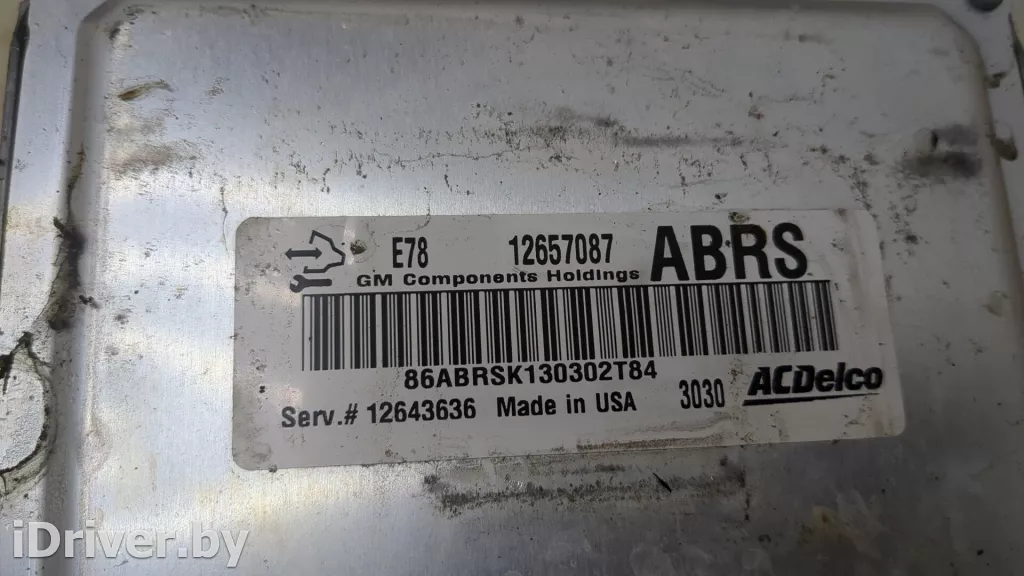 E78 12657087 ABRS
GM Components Holdings
86ABRSK130302T84
Serv.# 12643636 Made in USA 3030 ACDelco
iDriver.by